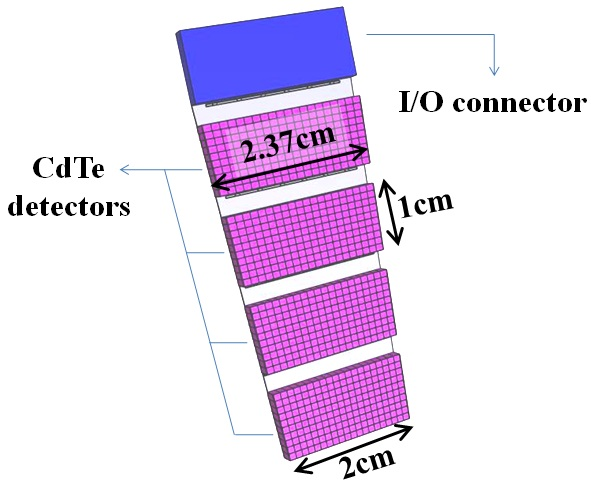 I/O connector
2.37cm
CdTe
detectors
1cm
2cm